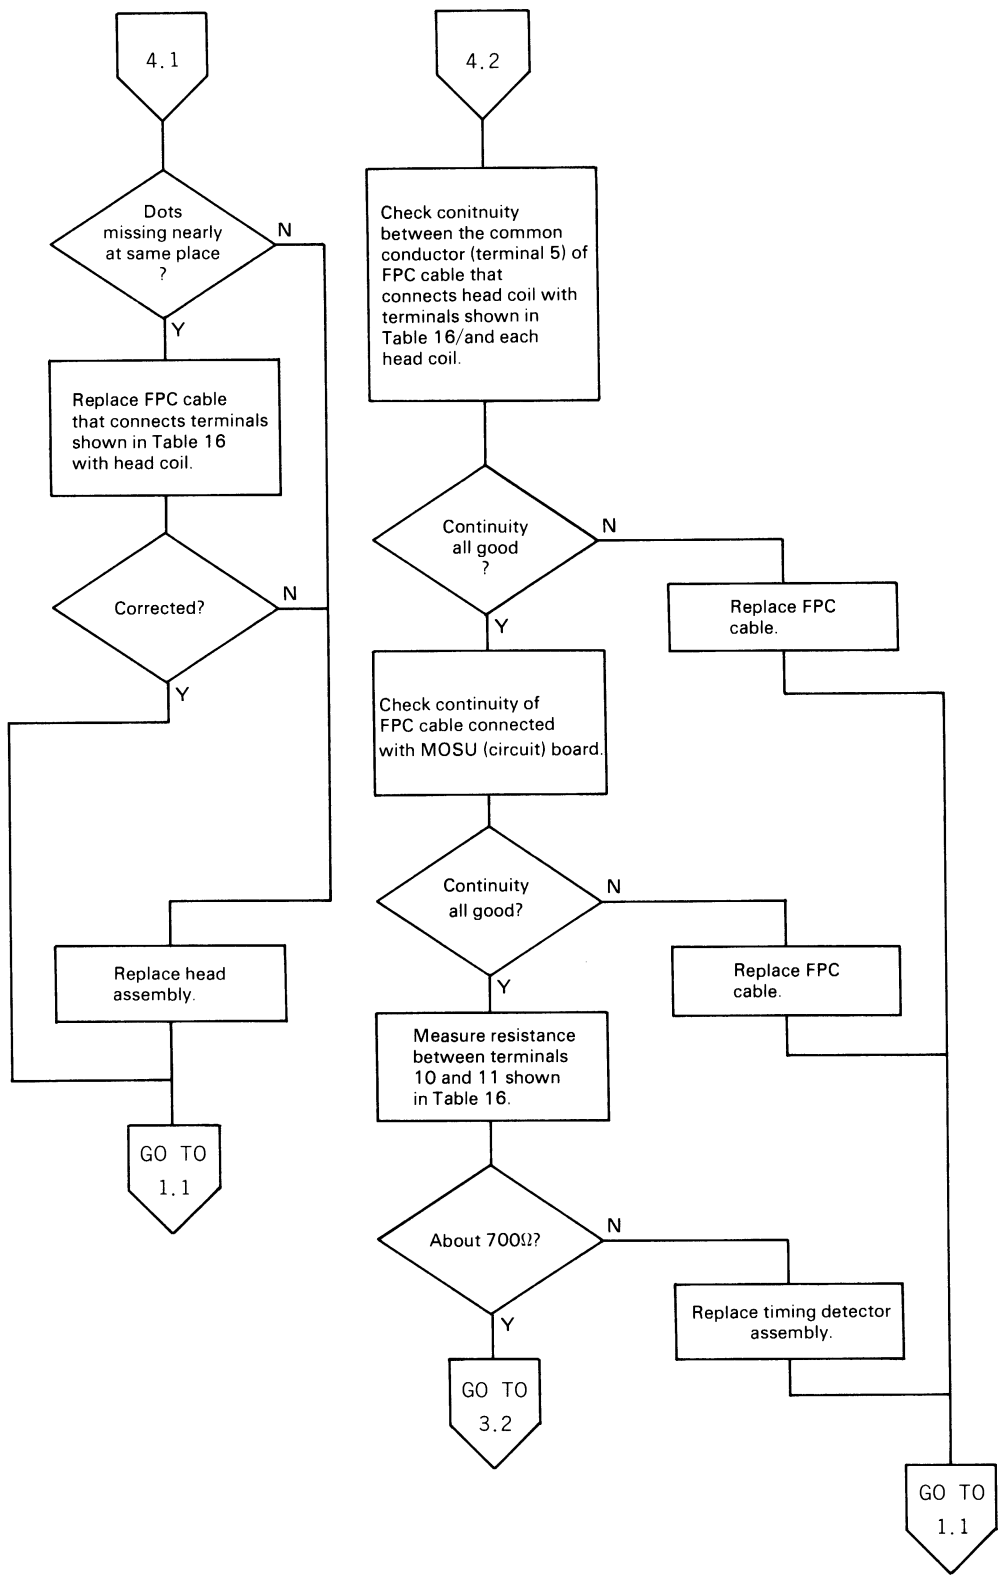 4.1
Dots
missing nearly
at same place
?
N
Y
Replace FPC cable
that connects terminals
shown in Table 16
with head coil.
Corrected?
N
Y
Replace head
assembly.
GO TO
1.1
4.2
Check conitnuity
between the common
conductor (terminal 5) of
FPC cable that
connects head coil with
terminals shown in
Table 16/and each
head coil.
Continuity
all good
?
N
Replace FPC
cable.
Y
Check continuity of
FPC cable connected
with MOSU (circuit) board.
Continuity
all good?
N
Replace FPC
cable.
Y
Measure resistance
between terminals
10 and 11 shown
in Table 16.
About 700Ω?
N
Replace timing detector
assembly.
Y
GO TO
3.2
GO TO
1.1